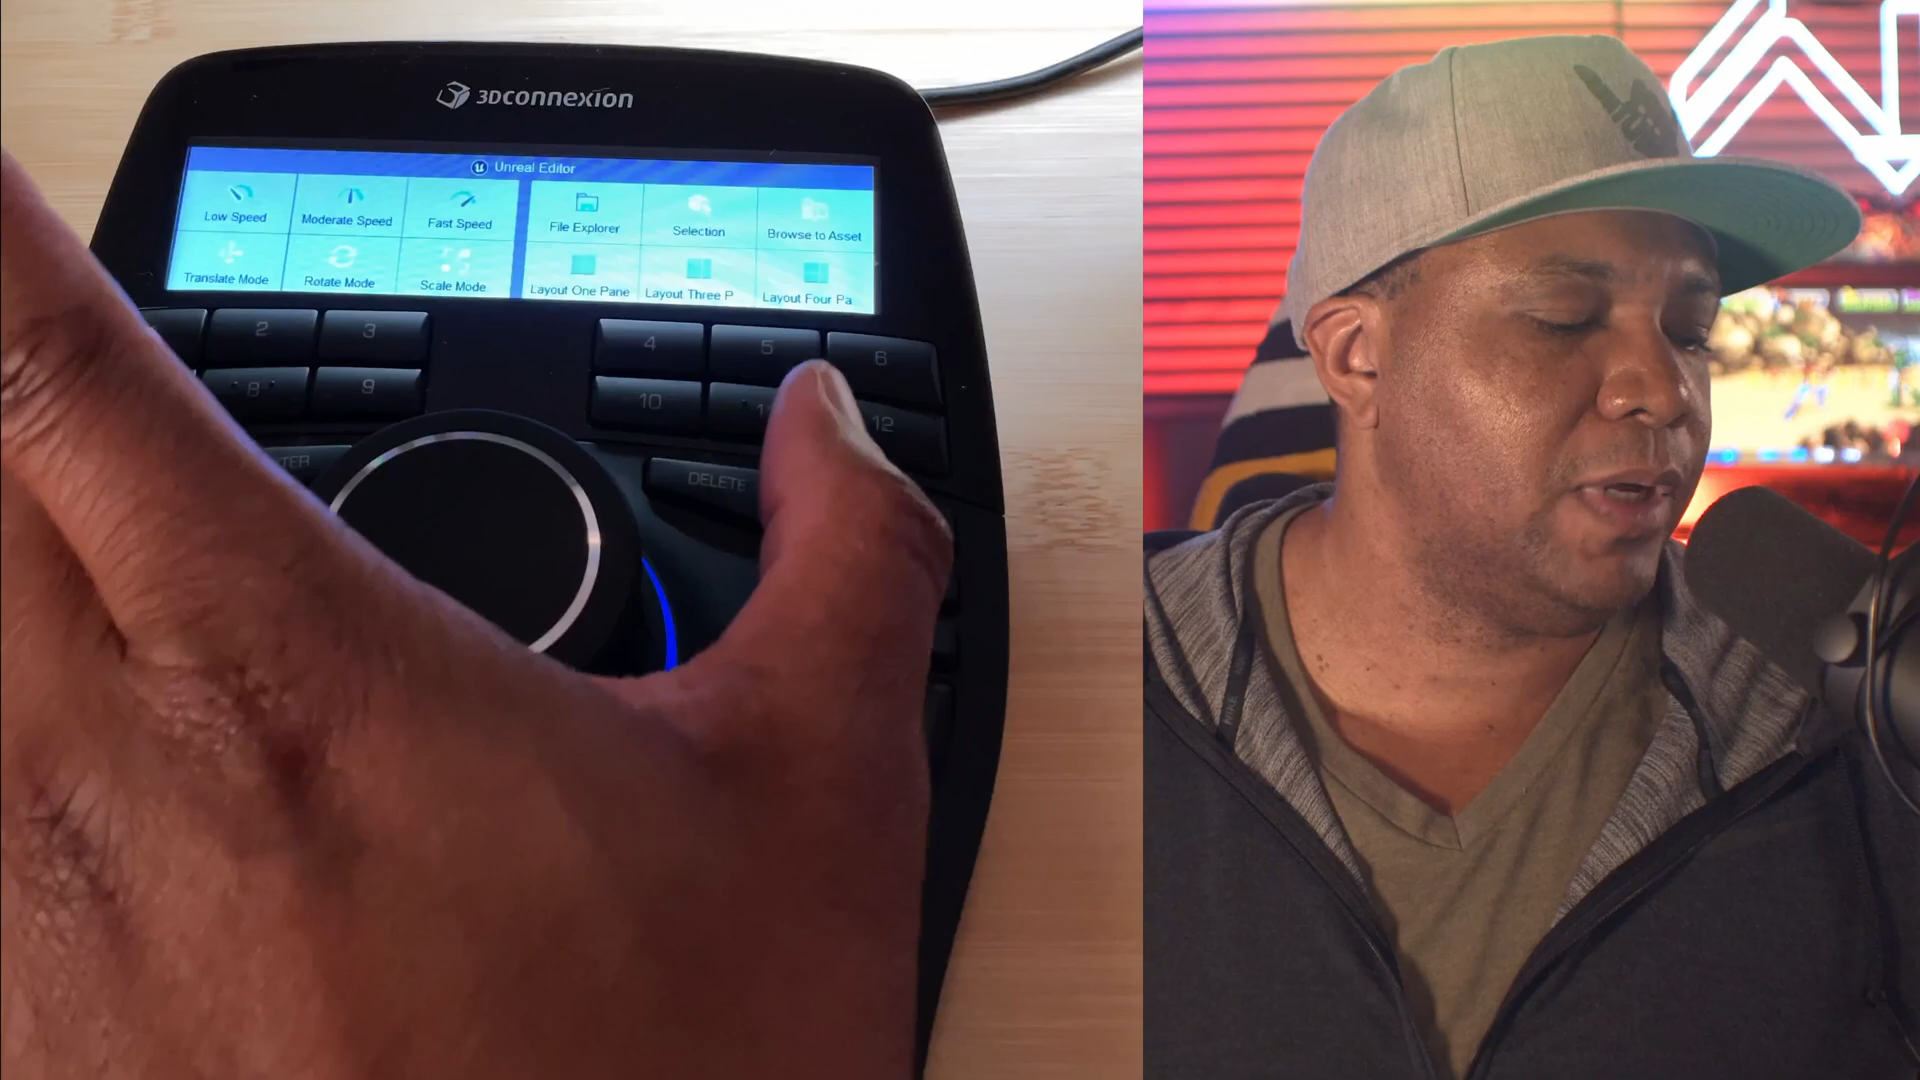 3DCONNEXION
Unreal Editor
Low Speed
Moderate Speed
Fast Speed
File Explorer
Selection
Browse to Asset
Translate Mode
Rotate Mode
Scale Mode
Layout One Pane
Layout Three P
Layout Four Pa
2
3
4
5
6
8
9
10
12
TER
DELETE